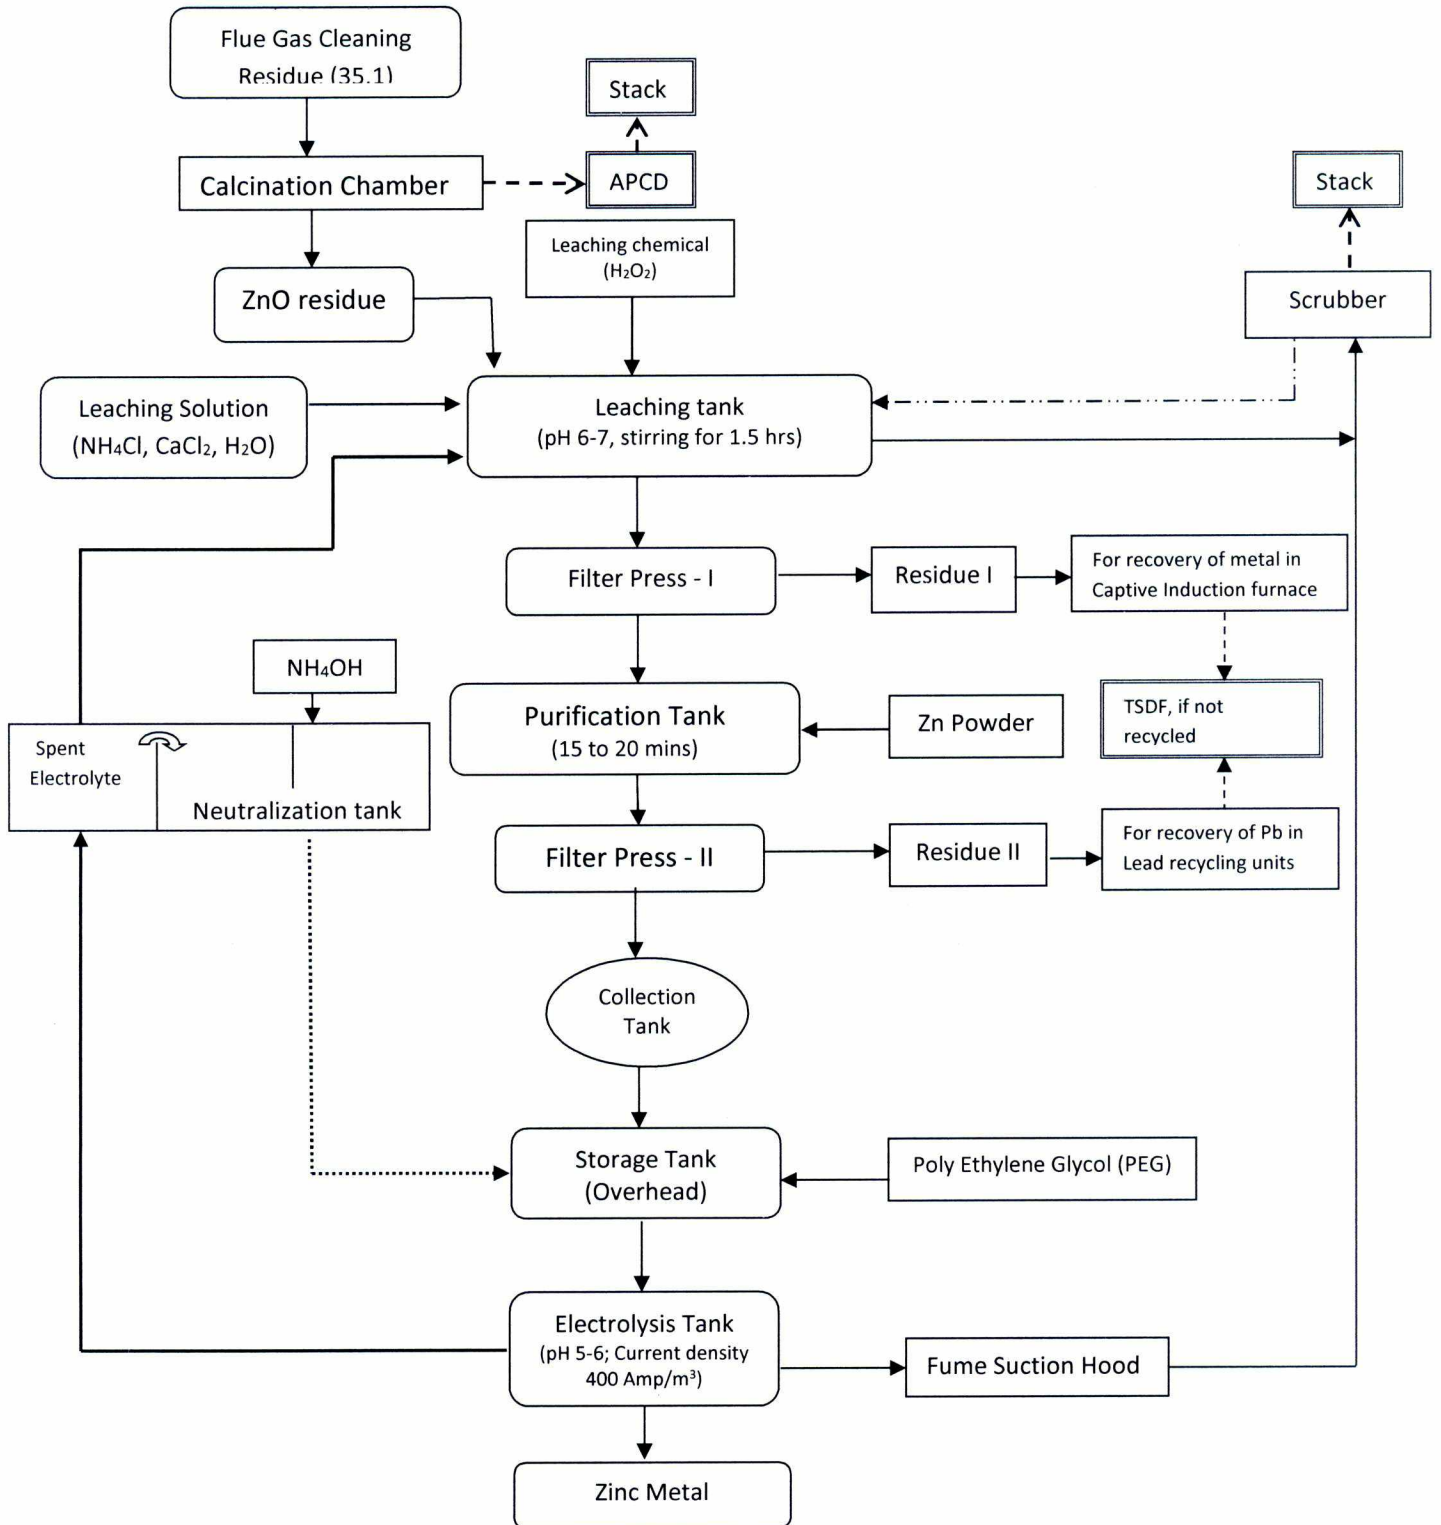 Flue Gas Cleaning
Residue (35.1)
Stack
Calcination Chamber
APCD
Stack
Leaching chemical
(H₂O₂)
ZnO residue
Scrubber
Leaching Solution
(NH₄Cl, CaCl₂, H₂O)
Leaching tank
(pH 6-7, stirring for 1.5 hrs)
Filter Press - I
Residue I
For recovery of metal in
Captive Induction furnace
NH₄OH
Purification Tank
(15 to 20 mins)
Zn Powder
TSDF, if not
recycled
Spent
Electrolyte
Neutralization tank
Filter Press - II
Residue II
For recovery of Pb in
Lead recycling units
Collection
Tank
Storage Tank
(Overhead)
Poly Ethylene Glycol (PEG)
Electrolysis Tank
(pH 5-6; Current density
400 Amp/m³)
Fume Suction Hood
Zinc Metal